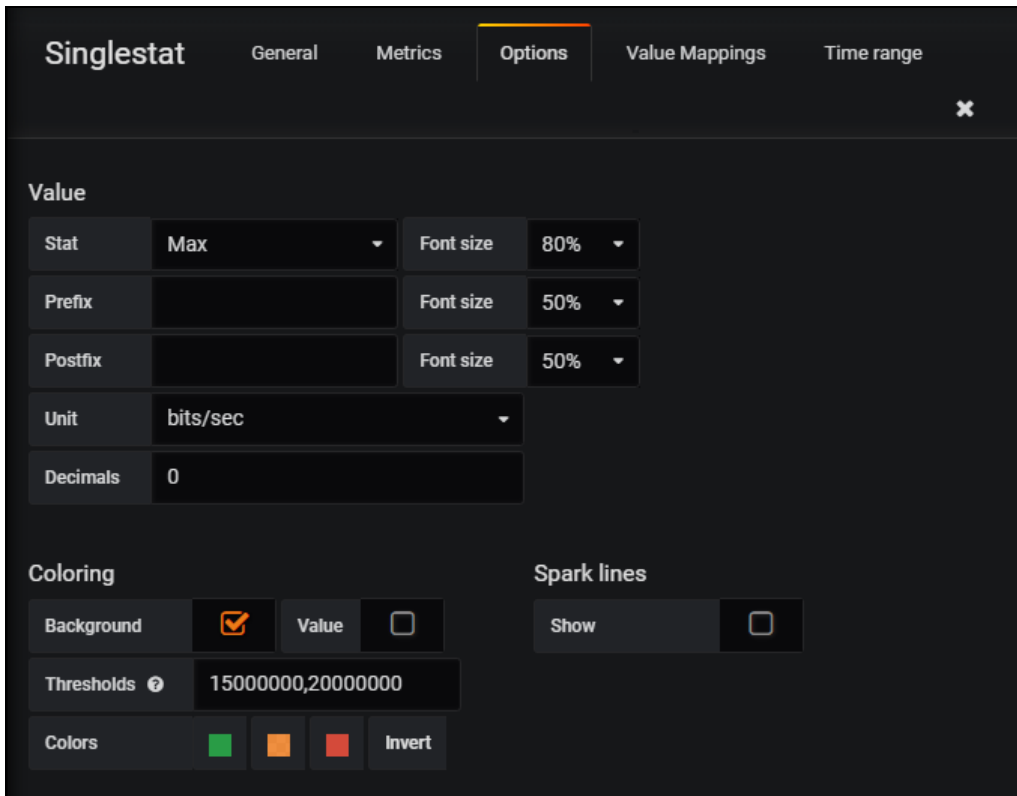 Singlestat General Metrics Options Value Mappings Time range
Value
Stat Max Font size 80%
Prefix Font size 50%
Postfix Font size 50%
Unit bits/sec
Decimals 0
Coloring Spark lines
Background Value Show
Thresholds 15000000,20000000
Colors Invert